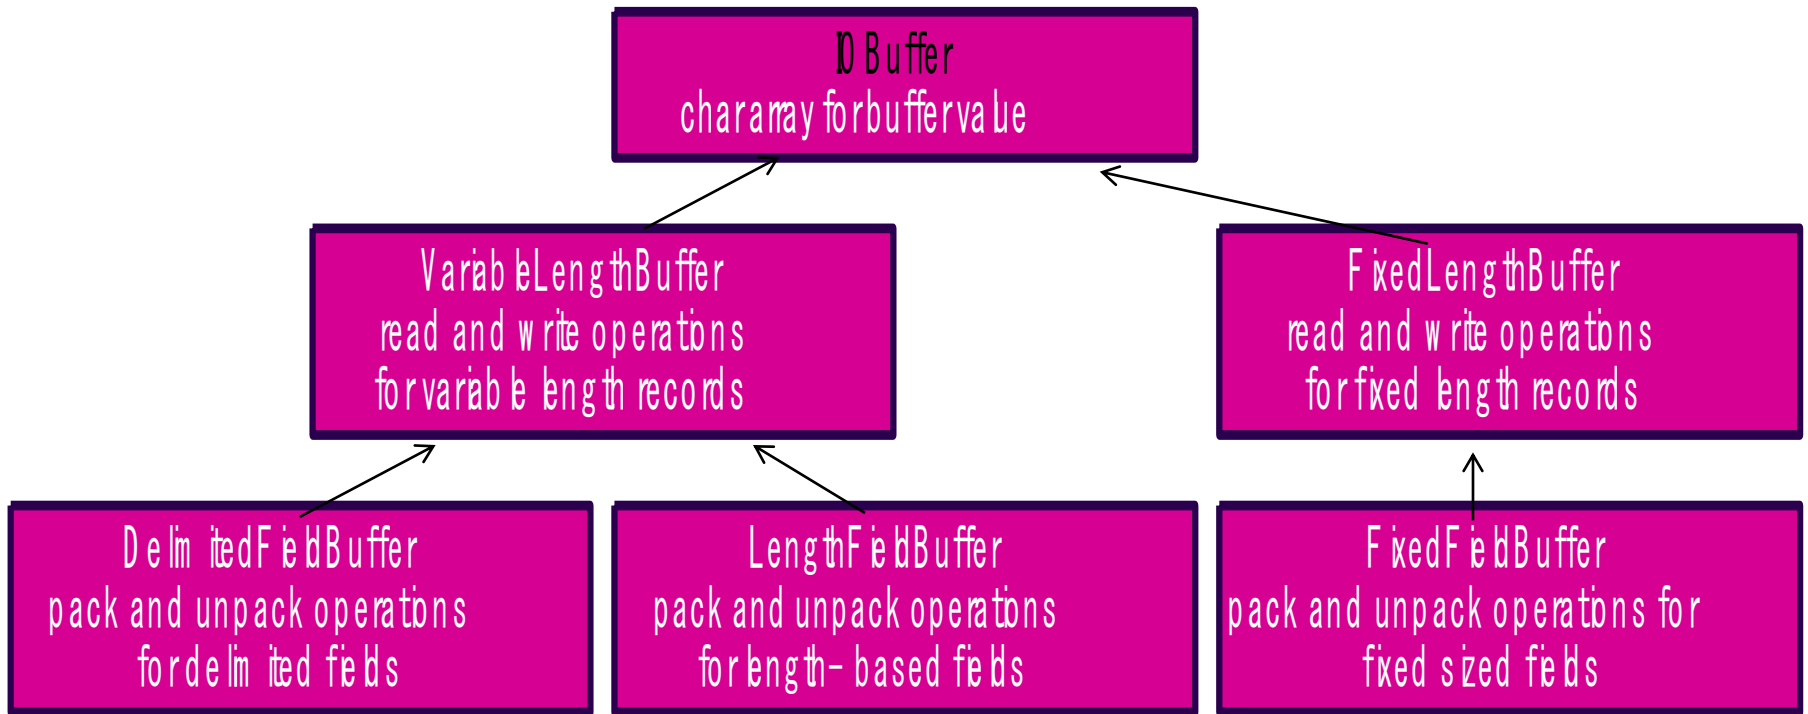 IOBuffer
char array for buffer value
VariableLengthBuffer
read and write operations
for variable length records
FixedLengthBuffer
read and write operations
for fixed length records
DelimitedFieldBuffer
pack and unpack operations
for delimited fields
LengthFieldBuffer
pack and unpack operations
for length-based fields
FixedFieldBuffer
pack and unpack operations for
fixed sized fields